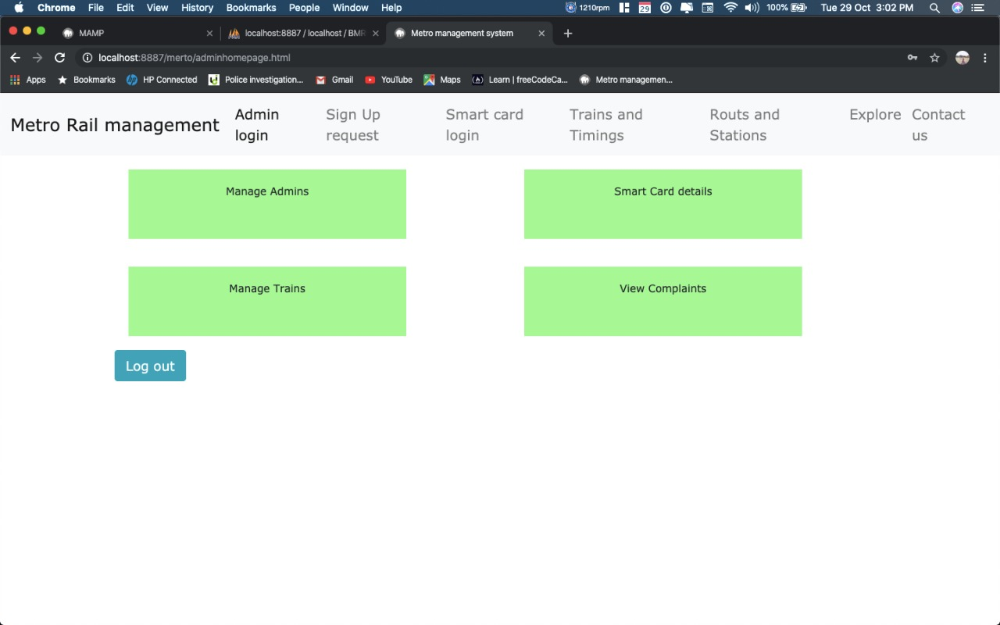 Chrome File Edit View History Bookmarks People Window Help 1210rpm 29 100% Tue 29 Oct 3:02 PM
MAMP localhost:8887 / localhost / BMR Metro management system
localhost:8887/merto/adminhomepage.html
Apps Bookmarks HP Connected Police investigation... Gmail YouTube Maps Learn | freeCodeCa... Metro managemen...
Metro Rail management
Admin
login
Sign Up
request
Smart card
login
Trains and
Timings
Routs and
Stations
Explore
Contact
us
Manage Admins
Smart Card details
Manage Trains
View Complaints
Log out